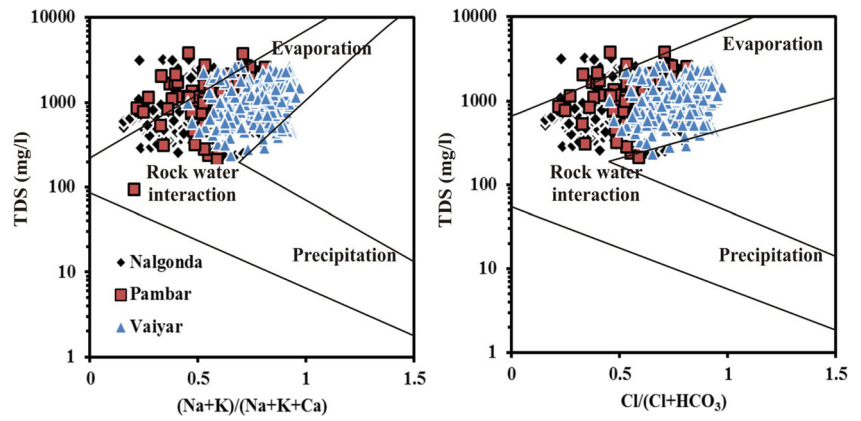 10000
1000
100
10
1
TDS (mg/l)
Evaporation
Rock water
interaction
Precipitation
Nalgonda
Pambar
Vaiyar
0
0.5
1
1.5
(Na+K)/(Na+K+Ca)
10000
1000
100
10
1
TDS (mg/l)
Evaporation
Rock water
interaction
Precipitation
0
0.5
1
1.5
Cl/(Cl+HCO₃)